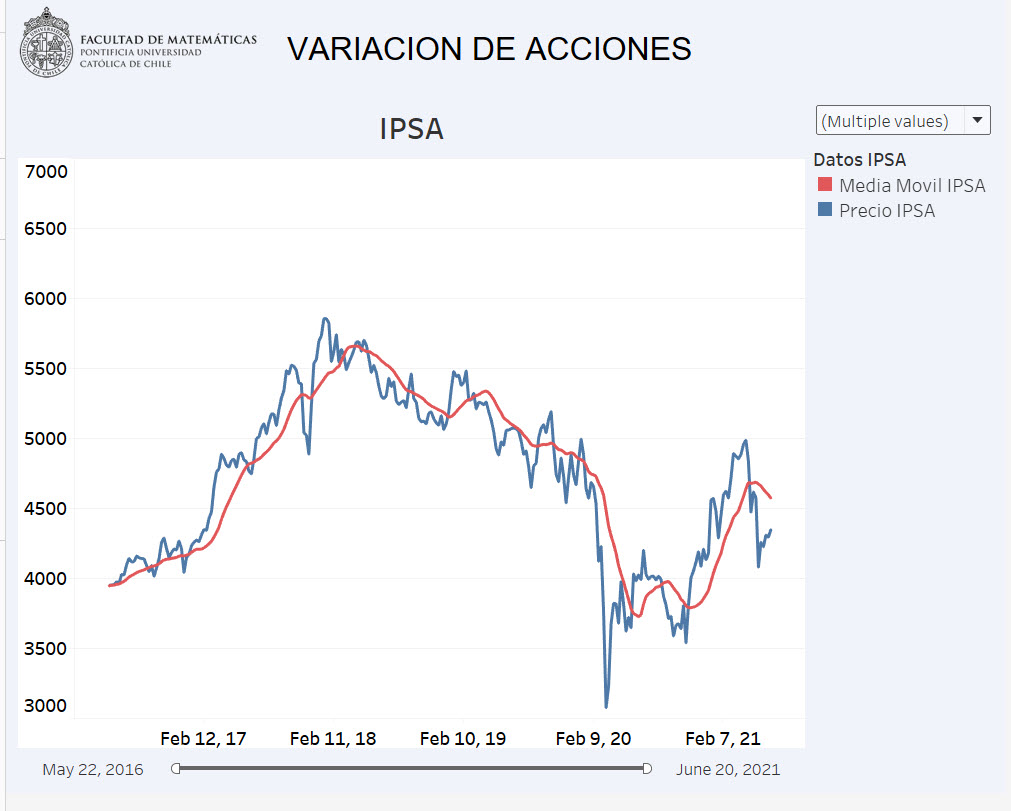 FACULTAD DE MATEMÁTICAS
PONTIFICIA UNIVERSIDAD
CATÓLICA DE CHILE
VARIACION DE ACCIONES
IPSA
(Multiple values)
Datos IPSA
Media Movil IPSA
Precio IPSA
7000
6500
6000
5500
5000
4500
4000
3500
3000
Feb 12, 17 Feb 11, 18 Feb 10, 19 Feb 9, 20 Feb 7, 21
May 22, 2016 June 20, 2021